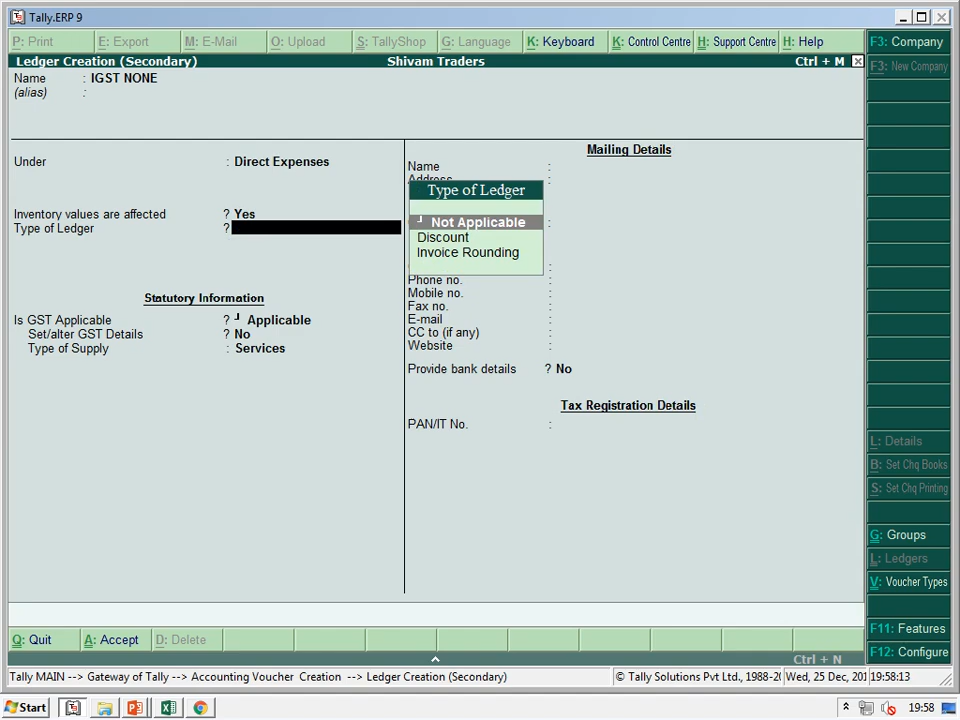 Tally.ERP 9
P: Print
E: Export
M: E-Mail
O: Upload
S: TallyShop
G: Language
K: Keyboard
K: Control Centre
H: Support Centre
H: Help
F3: Company
Ledger Creation (Secondary)
Shivam Traders
Ctrl + M
F3: New Company
Name : IGST NONE
(alias) :
Mailing Details
Under : Direct Expenses
Name :
Address :
Type of Ledger
Inventory values are affected ? Yes
Type of Ledger ?
Not Applicable :
Discount
Invoice Rounding
:
Phone no. :
Mobile no. :
Fax no. :
E-mail :
CC to (if any) :
Website :
Statutory Information
Is GST Applicable ? Applicable
Set/alter GST Details ? No
Type of Supply : Services
Provide bank details ? No
Tax Registration Details
PAN/IT No. :
L: Details
B: Set Chq Books
S: Set Chq Printing
G: Groups
L: Ledgers
V: Voucher Types
F11: Features
F12: Configure
Q: Quit
A: Accept
D: Delete
Ctrl + N
Tally MAIN --> Gateway of Tally --> Accounting Voucher Creation --> Ledger Creation (Secondary)
© Tally Solutions Pvt Ltd., 1988-20
Wed, 25 Dec, 201
19:58:13
Start
19:58